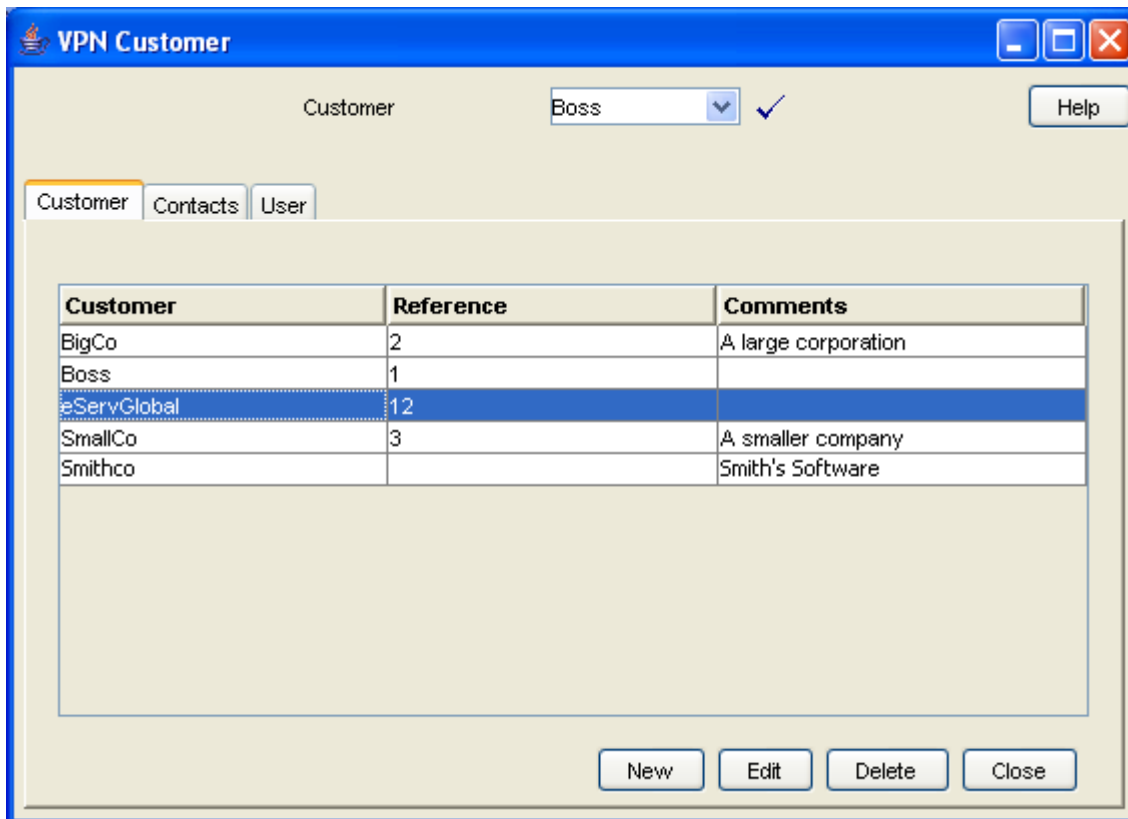 VPN Customer
Customer Boss Help
Customer Contacts User
Customer Reference Comments
BigCo 2 A large corporation
Boss 1
eServGlobal 12
SmallCo 3 A smaller company
Smithco Smith's Software
New Edit Delete Close